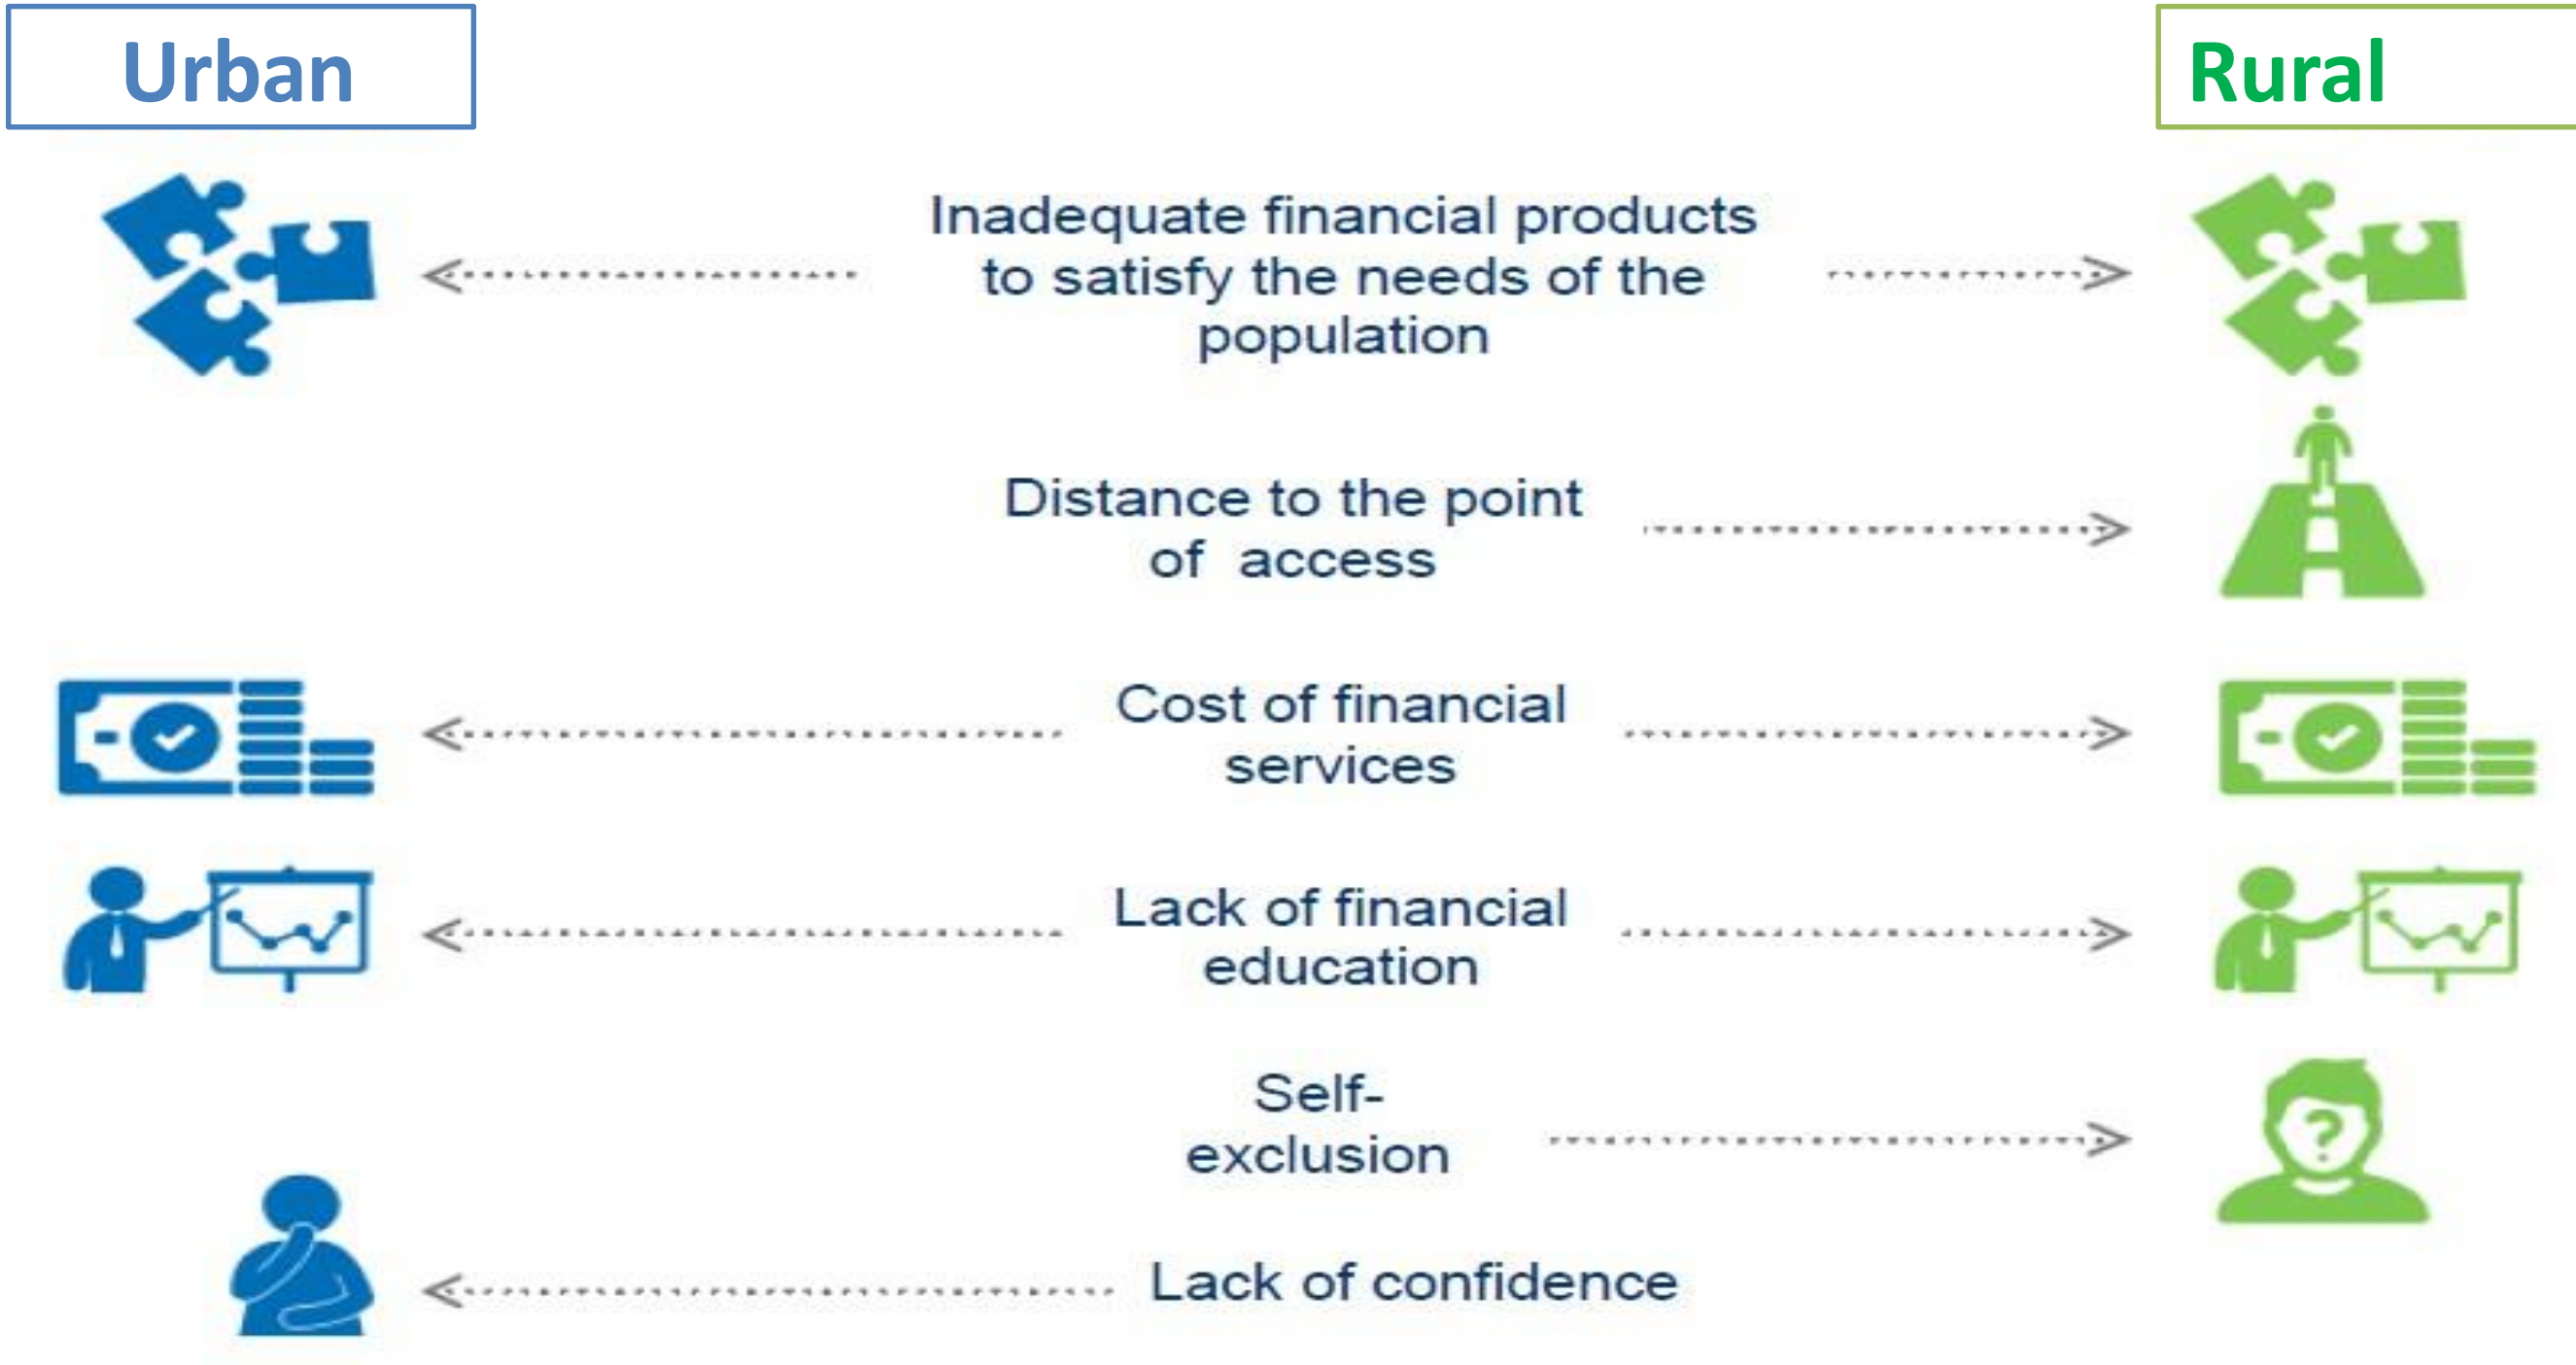 Urban
Rural
Inadequate financial products
to satisfy the needs of the
population
Distance to the point
of access
Cost of financial
services
Lack of financial
education
Self-
exclusion
?
Lack of confidence